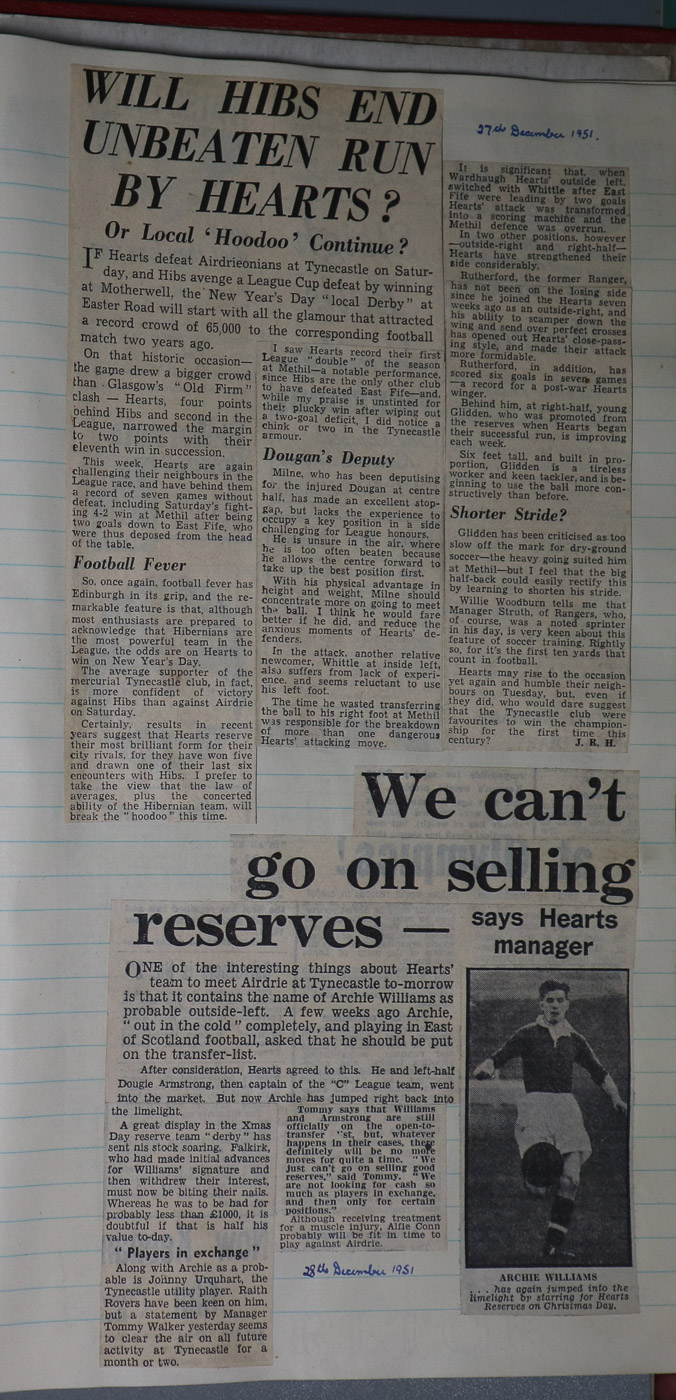 WILL HIBS END
UNBEATEN RUN
BY HEARTS?
Or Local 'Hoodoo' Continue?
IF Hearts defeat Airdrieonians at Tynecastle on Satur-
day, and Hibs avenge a League Cup defeat by winning
at Motherwell, the New Year's Day "local Derby" at
Easter Road will start with all the glamour that attracted
a record crowd of 65,000 to the corresponding football
match two years ago.
On that historic occasion—
the game drew a bigger crowd
than Glasgow's "Old Firm"
clash — Hearts, four points
behind Hibs and second in the
League, narrowed the margin
to two points with their
eleventh win in succession.
This week, Hearts are again
challenging their neighbours in the
League race, and have behind them
a record of seven games without
defeat, including Saturday's fight-
ing 4-2 win at Methil after being
two goals down to East Fife, who
were thus deposed from the head
of the table.
Football Fever
So, once again, football fever has
Edinburgh in its grip, and the re-
markable feature is that, although
most enthusiasts are prepared to
acknowledge that Hibernians are
the most powerful team in the
League, the odds are on Hearts to
win on New Year's Day.
The average supporter of the
mercurial Tynecastle club, in fact,
is more confident of victory
against Hibs than against Airdrie
on Saturday.
Certainly, results in recent
years suggest that Hearts reserve
their most brilliant form for their
city rivals, for they have won five
and drawn one of their last six
encounters with Hibs. I prefer to
take the view that the law of
averages, plus the concerted
ability of the Hibernian team, will
break the "hoodoo" this time.
I saw Hearts record their first
League "double" of the season
at Methil—a notable performance,
since Hibs are the only other club
to have defeated East Fife—and,
while my praise is unstinted for
their plucky win after wiping out
a two-goal deficit, I did notice a
chink or two in the Tynecastle
armour.
Dougan's Deputy
Milne, who has been deputising
for the injured Dougan at centre
half, has made an excellent stop-
gap, but lacks the experience to
occupy a key position in a side
challenging for League honours.
He is unsure in the air, where
he is too often beaten because
he allows the centre forward to
take up the best position first.
With his physical advantage in
height and weight, Milne should
concentrate more on going to meet
the ball. I think he would fare
better if he did, and reduce the
anxious moments of Hearts' de-
fenders.
In the attack, another relative
newcomer, Whittle at inside left,
also suffers from lack of experi-
ence, and seems reluctant to use
his left foot.
The time he wasted transferring
the ball to his right foot at Methil
was responsible for the breakdown
of more than one dangerous
Hearts' attacking move.
27th December 1951.
It is significant that, when
Wardhaugh Hearts' outside left,
switched with Whittle after East
Fife were leading by two goals
Hearts' attack was transformed
into a scoring machine and the
Methil defence was overrun.
In two other positions, however
—outside-right and right-half—
Hearts have strengthened their
side considerably.
Rutherford, the former Ranger,
has not been on the losing side
since he joined the Hearts seven
weeks ago as an outside-right, and
his ability to scamper down the
wing and send over perfect crosses
has opened out Hearts' close-pass-
ing style, and made their attack
more formidable.
Rutherford, in addition, has
scored six goals in seven games
—a record for a post-war Hearts
winger.
Behind him, at right-half, young
Glidden, who was promoted from
the reserves when Hearts began
their successful run, is improving
each week.
Six feet tall, and built in pro-
portion, Glidden is a tireless
worker and keen tackler, and is be-
ginning to use the ball more con-
structively than before.
Shorter Stride?
Glidden has been criticised as too
slow off the mark for dry-ground
soccer—the heavy going suited him
at Methil—but I feel that the big
half-back could easily rectify this
by learning to shorten his stride.
Willie Woodburn tells me that
Manager Struth, of Rangers, who,
of course, was a noted sprinter
in his day, is very keen about this
feature of soccer training. Rightly
so, for it's the first ten yards that
count in football.
Hearts may rise to the occasion
yet again and humble their neigh-
bours on Tuesday, but, even if
they did, who would dare suggest
that the Tynecastle club were
favourites to win the champion-
ship for the first time this
century? J. R. H.
We can't
go on selling
reserves —
says Hearts
manager
ONE of the interesting things about Hearts'
team to meet Airdrie at Tynecastle to-morrow
is that it contains the name of Archie Williams as
probable outside-left. A few weeks ago Archie,
"out in the cold" completely, and playing in East
of Scotland football, asked that he should be put
on the transfer-list.
After consideration, Hearts agreed to this. He and left-half
Dougie Armstrong, then captain of the "C" League team, went
into the market. But now Archie has jumped right back into
the limelight.
A great display in the Xmas
Day reserve team "derby" has
sent his stock soaring. Falkirk,
who had made initial advances
for Williams' signature and
then withdrew their interest,
must now be biting their nails.
Whereas he was to be had for
probably less than £1000, it is
doubtful if that is half his
value to-day.
"Players in exchange"
Along with Archie as a prob-
able is Johnny Urquhart, the
Tynecastle utility player. Raith
Rovers have been keen on him,
but a statement by Manager
Tommy Walker yesterday seems
to clear the air on all future
activity at Tynecastle for a
month or two.
Tommy says that Williams
and Armstrong are still
officially on the open-to-
transfer 'st, but, whatever
happens in their cases, there
definitely will be no more
moves for quite a time. "We
just can't go on selling good
reserves," said Tommy. "We
are not looking for cash so
much as players in exchange,
and then only for certain
positions."
Although receiving treatment
for a muscle injury, Alfie Conn
probably will be fit in time to
play against Airdrie.
28th December 1951
ARCHIE WILLIAMS
. . . has again jumped into the
limelight by starring for Hearts
Reserves on Christmas Day.